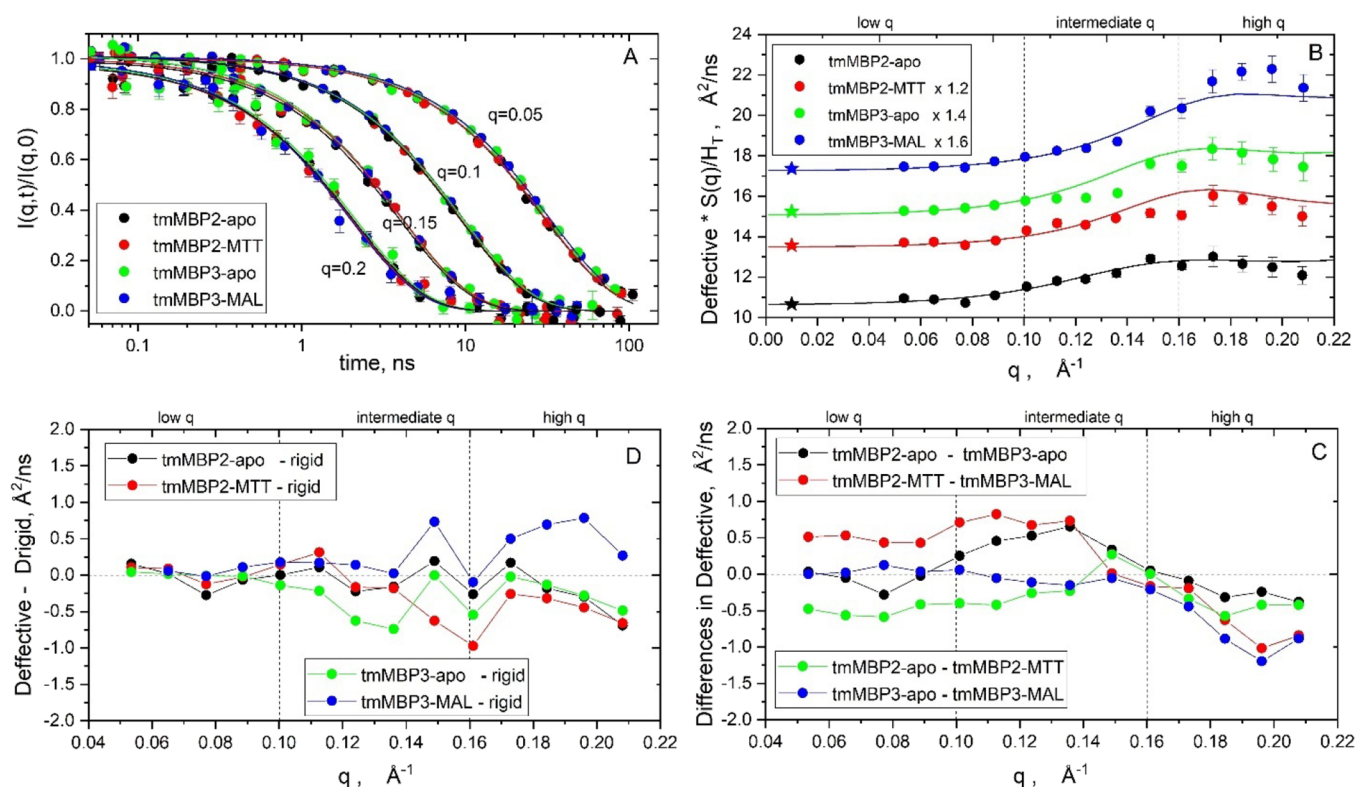 A
I(q,t)/I(q,0)
1.0
0.8
0.6
0.4
0.2
0.0
q=0.05
q=0.1
q=0.15
q=0.2
tmMBP2-apo
tmMBP2-MTT
tmMBP3-apo
tmMBP3-MAL
0.1 1 10 100
time, ns
low q intermediate q high q
B
Deffective * S(q)/H_T , Å²/ns
24
22
20
18
16
14
12
10
tmMBP2-apo
tmMBP2-MTT x 1.2
tmMBP3-apo x 1.4
tmMBP3-MAL x 1.6
0.00 0.02 0.04 0.06 0.08 0.10 0.12 0.14 0.16 0.18 0.20 0.22
q , Å⁻¹
low q intermediate q high q
D
Deffective - Drigid, Å²/ns
2.0
1.5
1.0
0.5
0.0
-0.5
-1.0
-1.5
-2.0
tmMBP2-apo - rigid
tmMBP2-MTT - rigid
tmMBP3-apo - rigid
tmMBP3-MAL - rigid
0.04 0.06 0.08 0.10 0.12 0.14 0.16 0.18 0.20 0.22
q , Å⁻¹
low q intermediate q high q
C
Differences in Deffective, Å²/ns
2.0
1.5
1.0
0.5
0.0
-0.5
-1.0
-1.5
-2.0
tmMBP2-apo - tmMBP3-apo
tmMBP2-MTT - tmMBP3-MAL
tmMBP2-apo - tmMBP2-MTT
tmMBP3-apo - tmMBP3-MAL
0.04 0.06 0.08 0.10 0.12 0.14 0.16 0.18 0.20 0.22
q , Å⁻¹